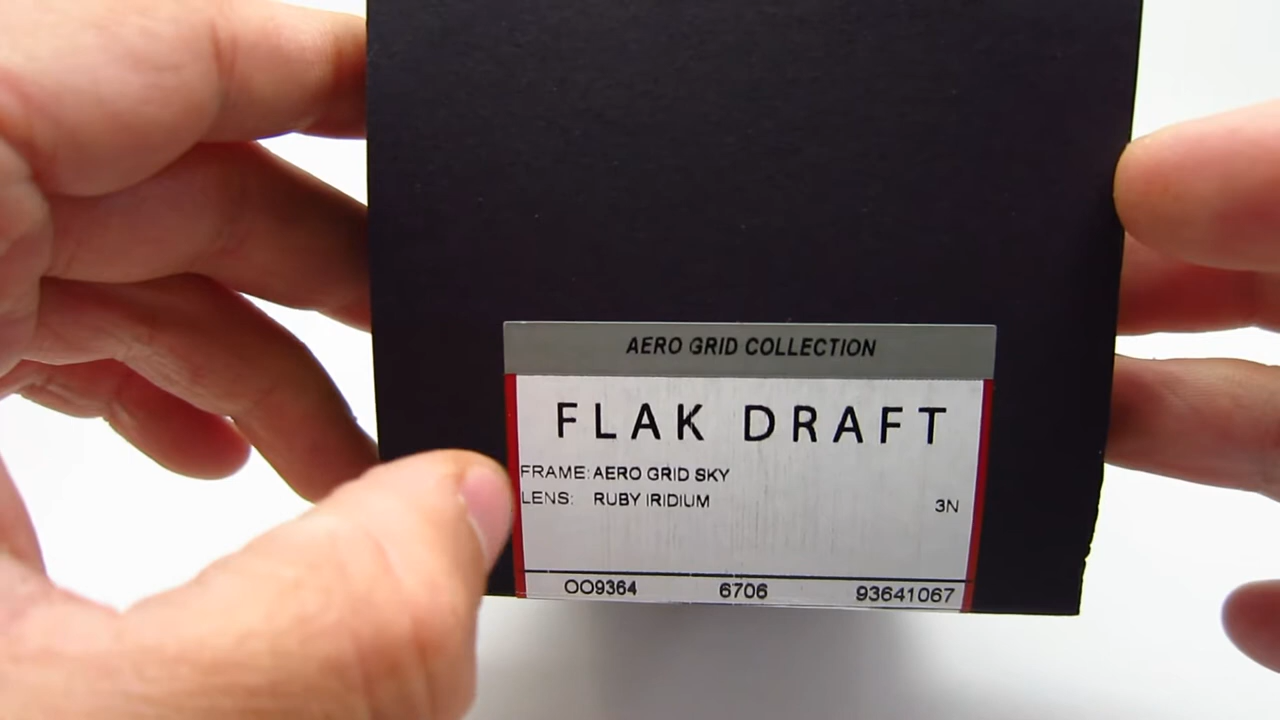 AERO GRID COLLECTION
FLAK DRAFT
FRAME: AERO GRID SKY
LENS: RUBY IRIDIUM 3N
OO9364 6706 93641067